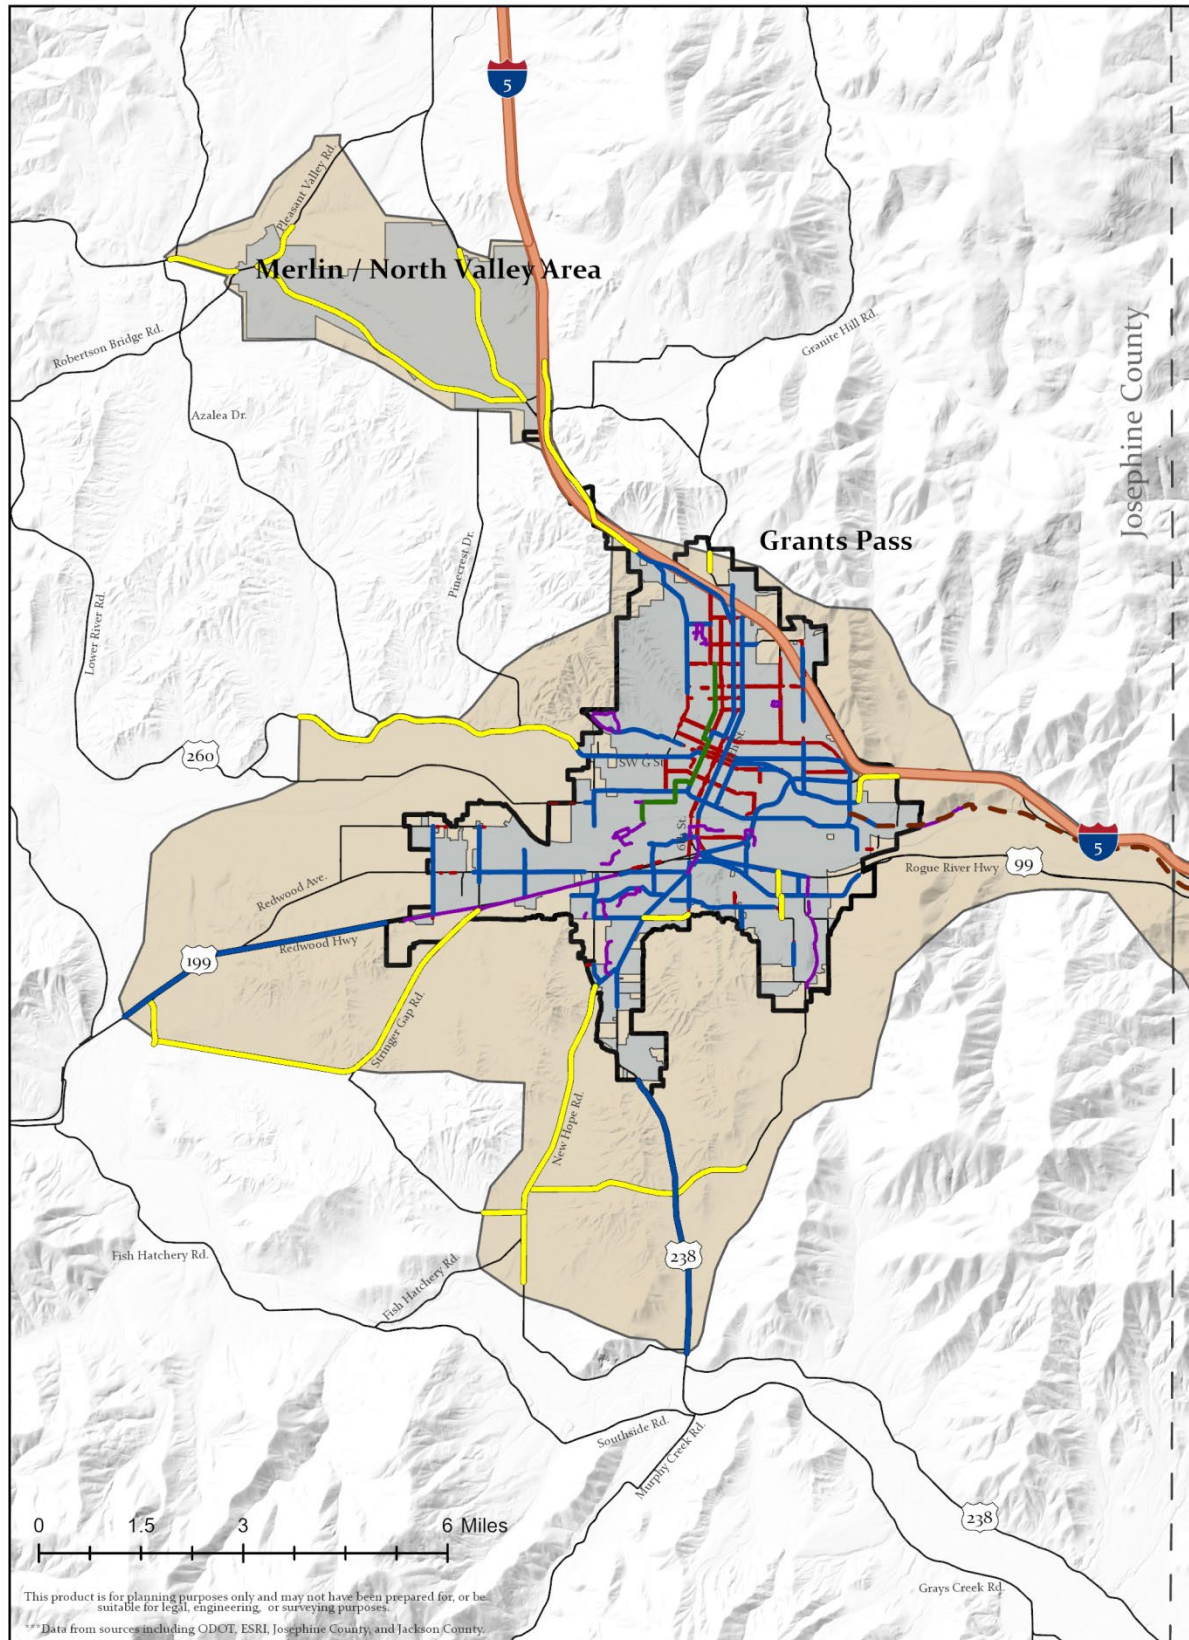 5
Pleasant Valley Rd.
Merlin / North Valley Area
Robertson Bridge Rd.
Granite Hill Rd.
Josephine County
Azalea Dr.
Grants Pass
Pinecrest Dr.
Lower River Rd.
260
SW G St.
6th St.
5
99
Rogue River Hwy
Redwood Ave.
Redwood Hwy
199
Stringer Gap Rd.
New Hope Rd.
Fish Hatchery Rd.
238
Fish Hatchery Rd.
Southside Rd.
Murphy Creek Rd.
238
0 1.5 3 6 Miles
Grays Creek Rd.
This product is for planning purposes only and may not have been prepared for, or be
suitable for legal, engineering, or surveying purposes.
***Data from sources including ODOT, ESRI, Josephine County, and Jackson County.